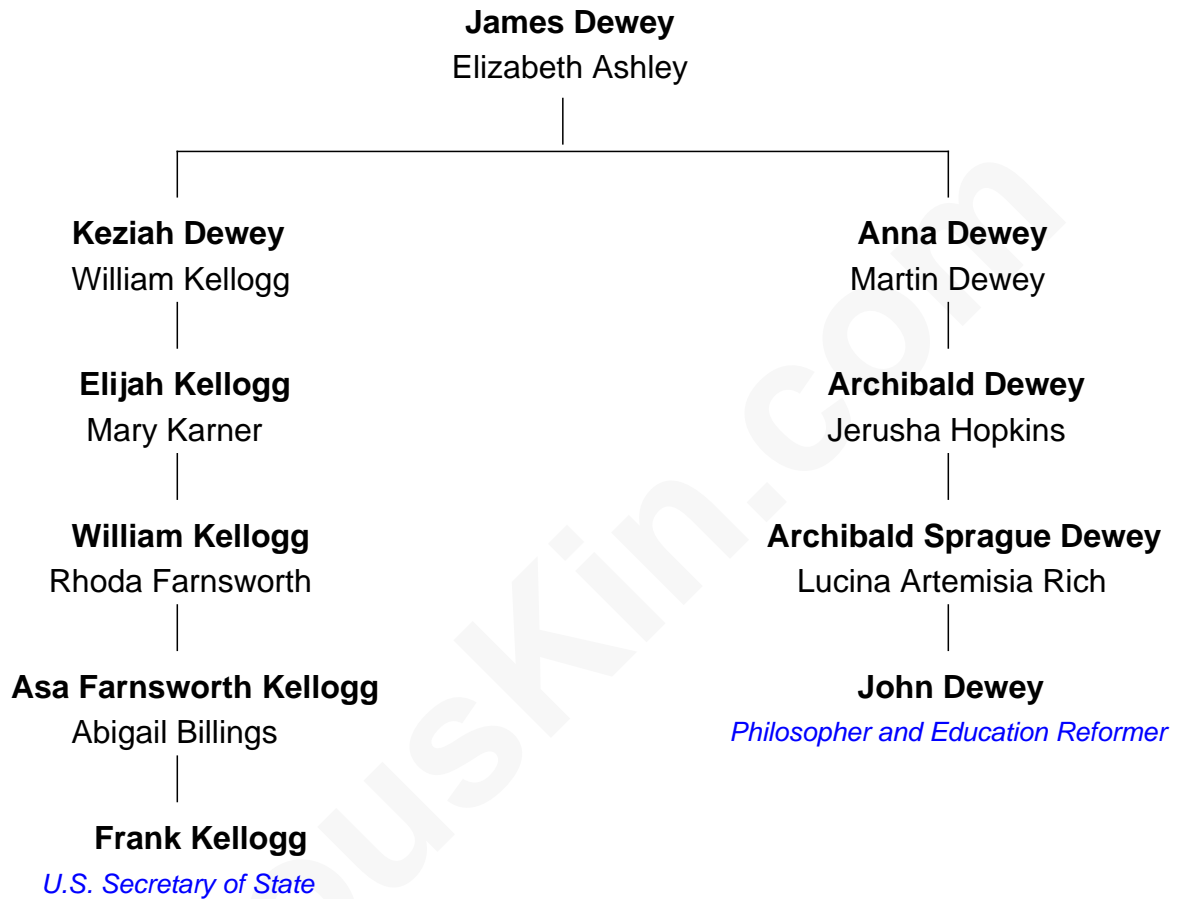 James Dewey
Elizabeth Ashley
Keziah Dewey
William Kellogg
Anna Dewey
Martin Dewey
Elijah Kellogg
Mary Karner
Archibald Dewey
Jerusha Hopkins
William Kellogg
Rhoda Farnsworth
Archibald Sprague Dewey
Lucina Artemisia Rich
Asa Farnsworth Kellogg
Abigail Billings
John Dewey
Philosopher and Education Reformer
Frank Kellogg
U.S. Secretary of State
ousKin.com